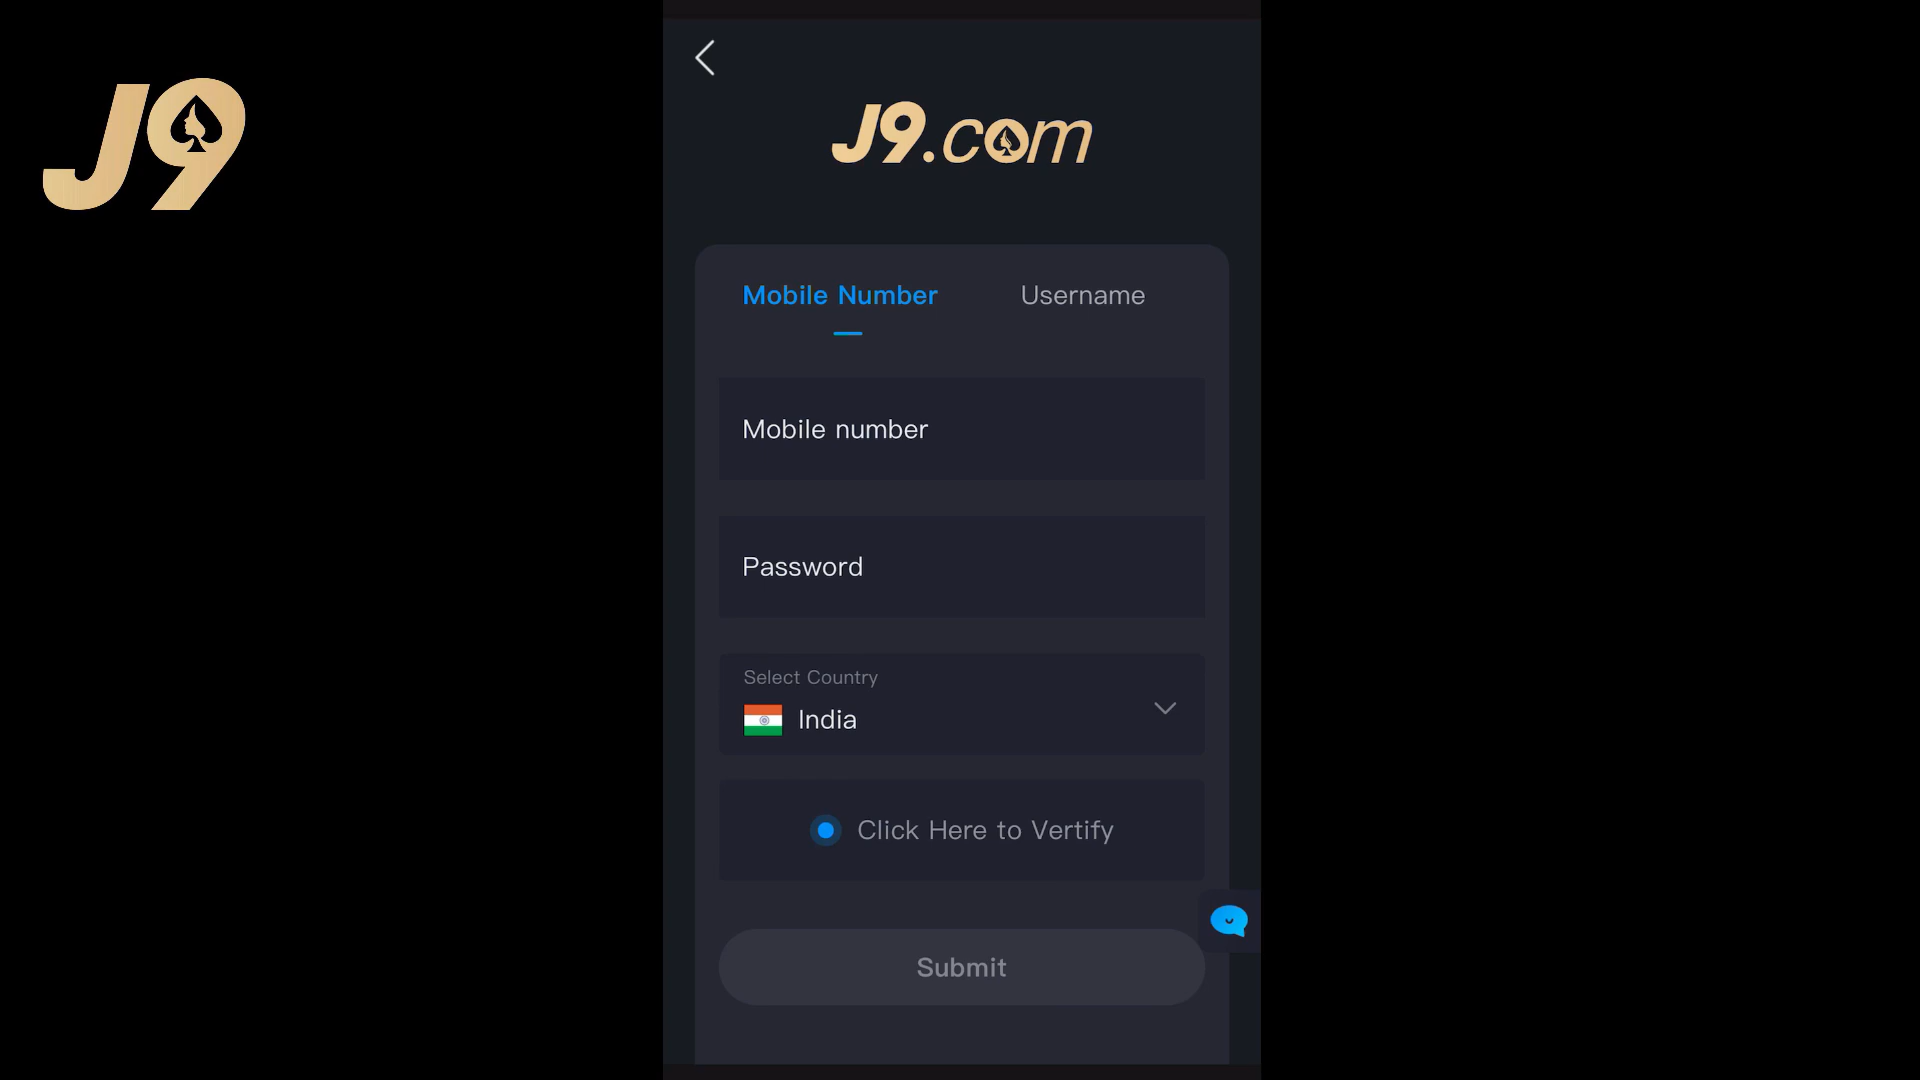 J9
J9.com
Mobile Number
Username
Mobile number
Password
Select Country
India
Click Here to Vertify
Submit